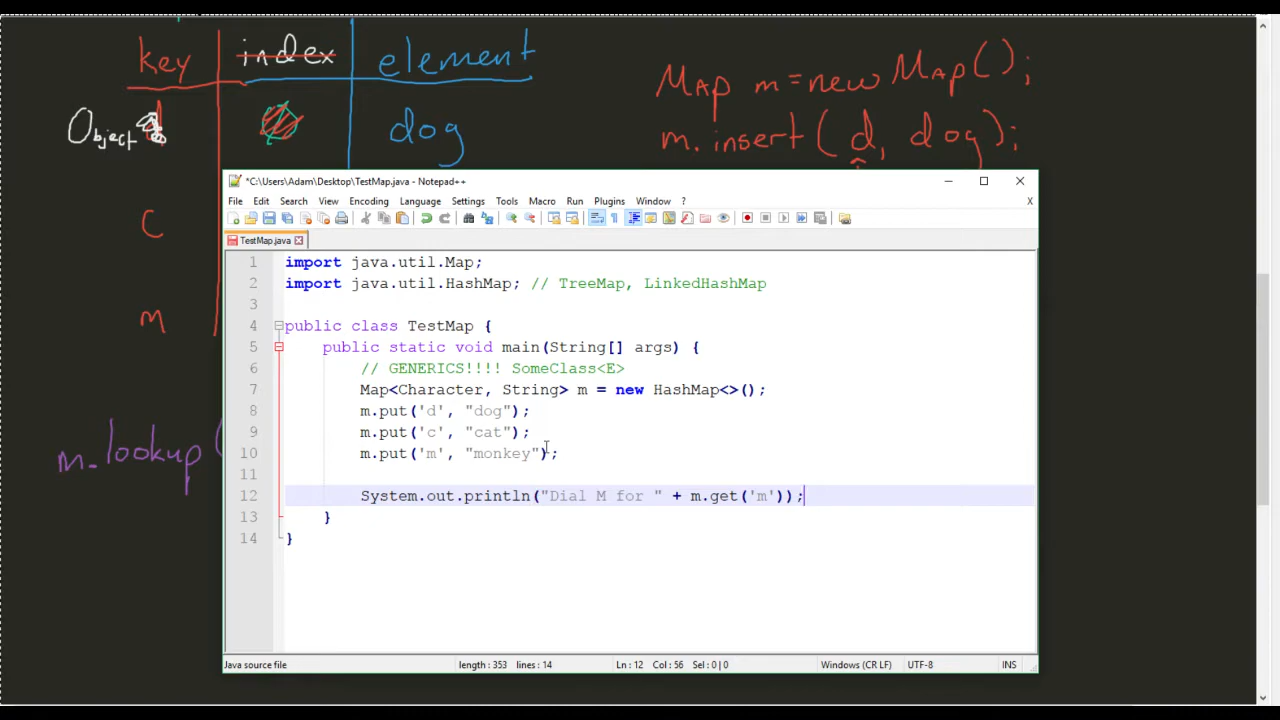 key index element
Object dog
c
m
m.lookup(
Map m = new Map();
m.insert( d, dog);
*C:\Users\Adam\Desktop\TestMap.java - Notepad++
File Edit Search View Encoding Language Settings Tools Macro Run Plugins Window ? X
TestMap.java
1 import java.util.Map;
2 import java.util.HashMap; // TreeMap, LinkedHashMap
3
4 public class TestMap {
5 public static void main(String[] args) {
6 // GENERICS!!!! SomeClass<E>
7 Map<Character, String> m = new HashMap<>();
8 m.put('d', "dog");
9 m.put('c', "cat");
10 m.put('m', "monkey");
11
12 System.out.println("Dial M for " + m.get('m'));
13 }
14 }
Java source file length : 353 lines : 14 Ln : 12 Col : 56 Sel : 0 | 0 Windows (CR LF) UTF-8 INS